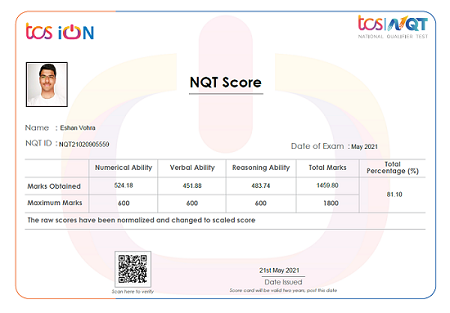 tcs iON
tcs|NQT
NATIONAL QUALIFIER TEST
NQT Score
Name : Eshan Vohra
NQT ID : NQT21020905550
Date of Exam : May 2021
Numerical Ability Verbal Ability Reasoning Ability Total Marks Total Percentage (%)
Marks Obtained 524.18 451.88 483.74 1459.80 81.10
Maximum Marks 600 600 600 1800
The raw scores have been normalized and changed to scaled score
Scan here to verify
21st May 2021
Date Issued
Score card will be valid two years, post this date